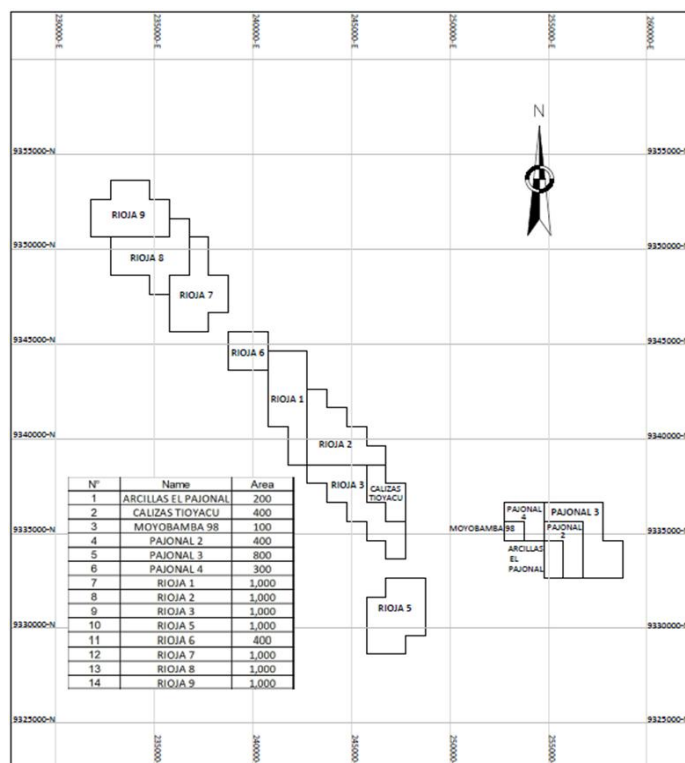 230000-E
235000-E
240000-E
245000-E
250000-E
255000-E
260000-E
N
9355000-N
9355000-N
RIOJA 9
9350000-N
9350000-N
RIOJA 8
RIOJA 7
9345000-N
9345000-N
RIOJA 6
RIOJA 1
9340000-N
9340000-N
RIOJA 2
RIOJA 3
CALIZAS
TIOYACU
PAJONAL
4
PAJONAL 3
MOYOBAMBA 98
PAJONAL
2
9335000-N
9335000-N
ARCILLAS
EL
PAJONAL
N° Name Area
1 ARCILLAS EL PAJONAL 200
2 CALIZAS TIOYACU 400
3 MOYOBAMBA 98 100
4 PAJONAL 2 400
5 PAJONAL 3 800
6 PAJONAL 4 300
7 RIOJA 1 1,000
8 RIOJA 2 1,000
9 RIOJA 3 1,000
10 RIOJA 5 1,000
11 RIOJA 6 400
12 RIOJA 7 1,000
13 RIOJA 8 1,000
14 RIOJA 9 1,000
RIOJA 5
9330000-N
9330000-N
9325000-N
9325000-N
235000-E
240000-E
245000-E
250000-E
255000-E